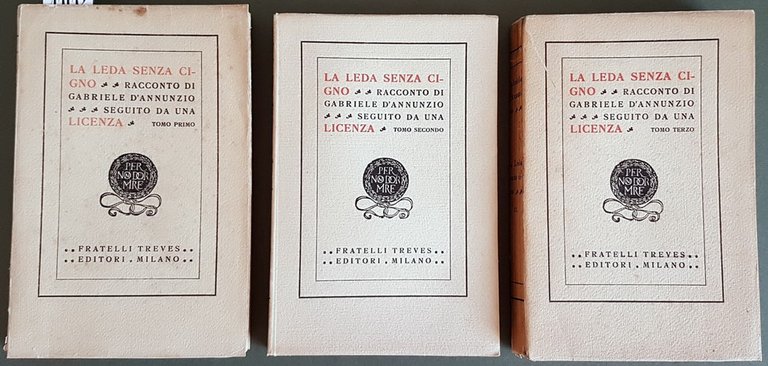 LA LEDA SENZA CI-
GNO RACCONTO DI
GABRIELE D'ANNUNZIO
SEGUITO DA UNA
LICENZA TOMO PRIMO
PER
NON DOR
MIRE
FRATELLI TREVES
EDITORI . MILANO
LA LEDA SENZA CI-
GNO RACCONTO DI
GABRIELE D'ANNUNZIO
SEGUITO DA UNA
LICENZA TOMO SECONDO
PER
NON DOR
MIRE
FRATELLI TREVES
EDITORI . MILANO
LA LEDA SENZA CI-
GNO RACCONTO DI
GABRIELE D'ANNUNZIO
SEGUITO DA UNA
LICENZA TOMO TERZO
PER
NON DOR
MIRE
FRATELLI TREVES
EDITORI . MILANO